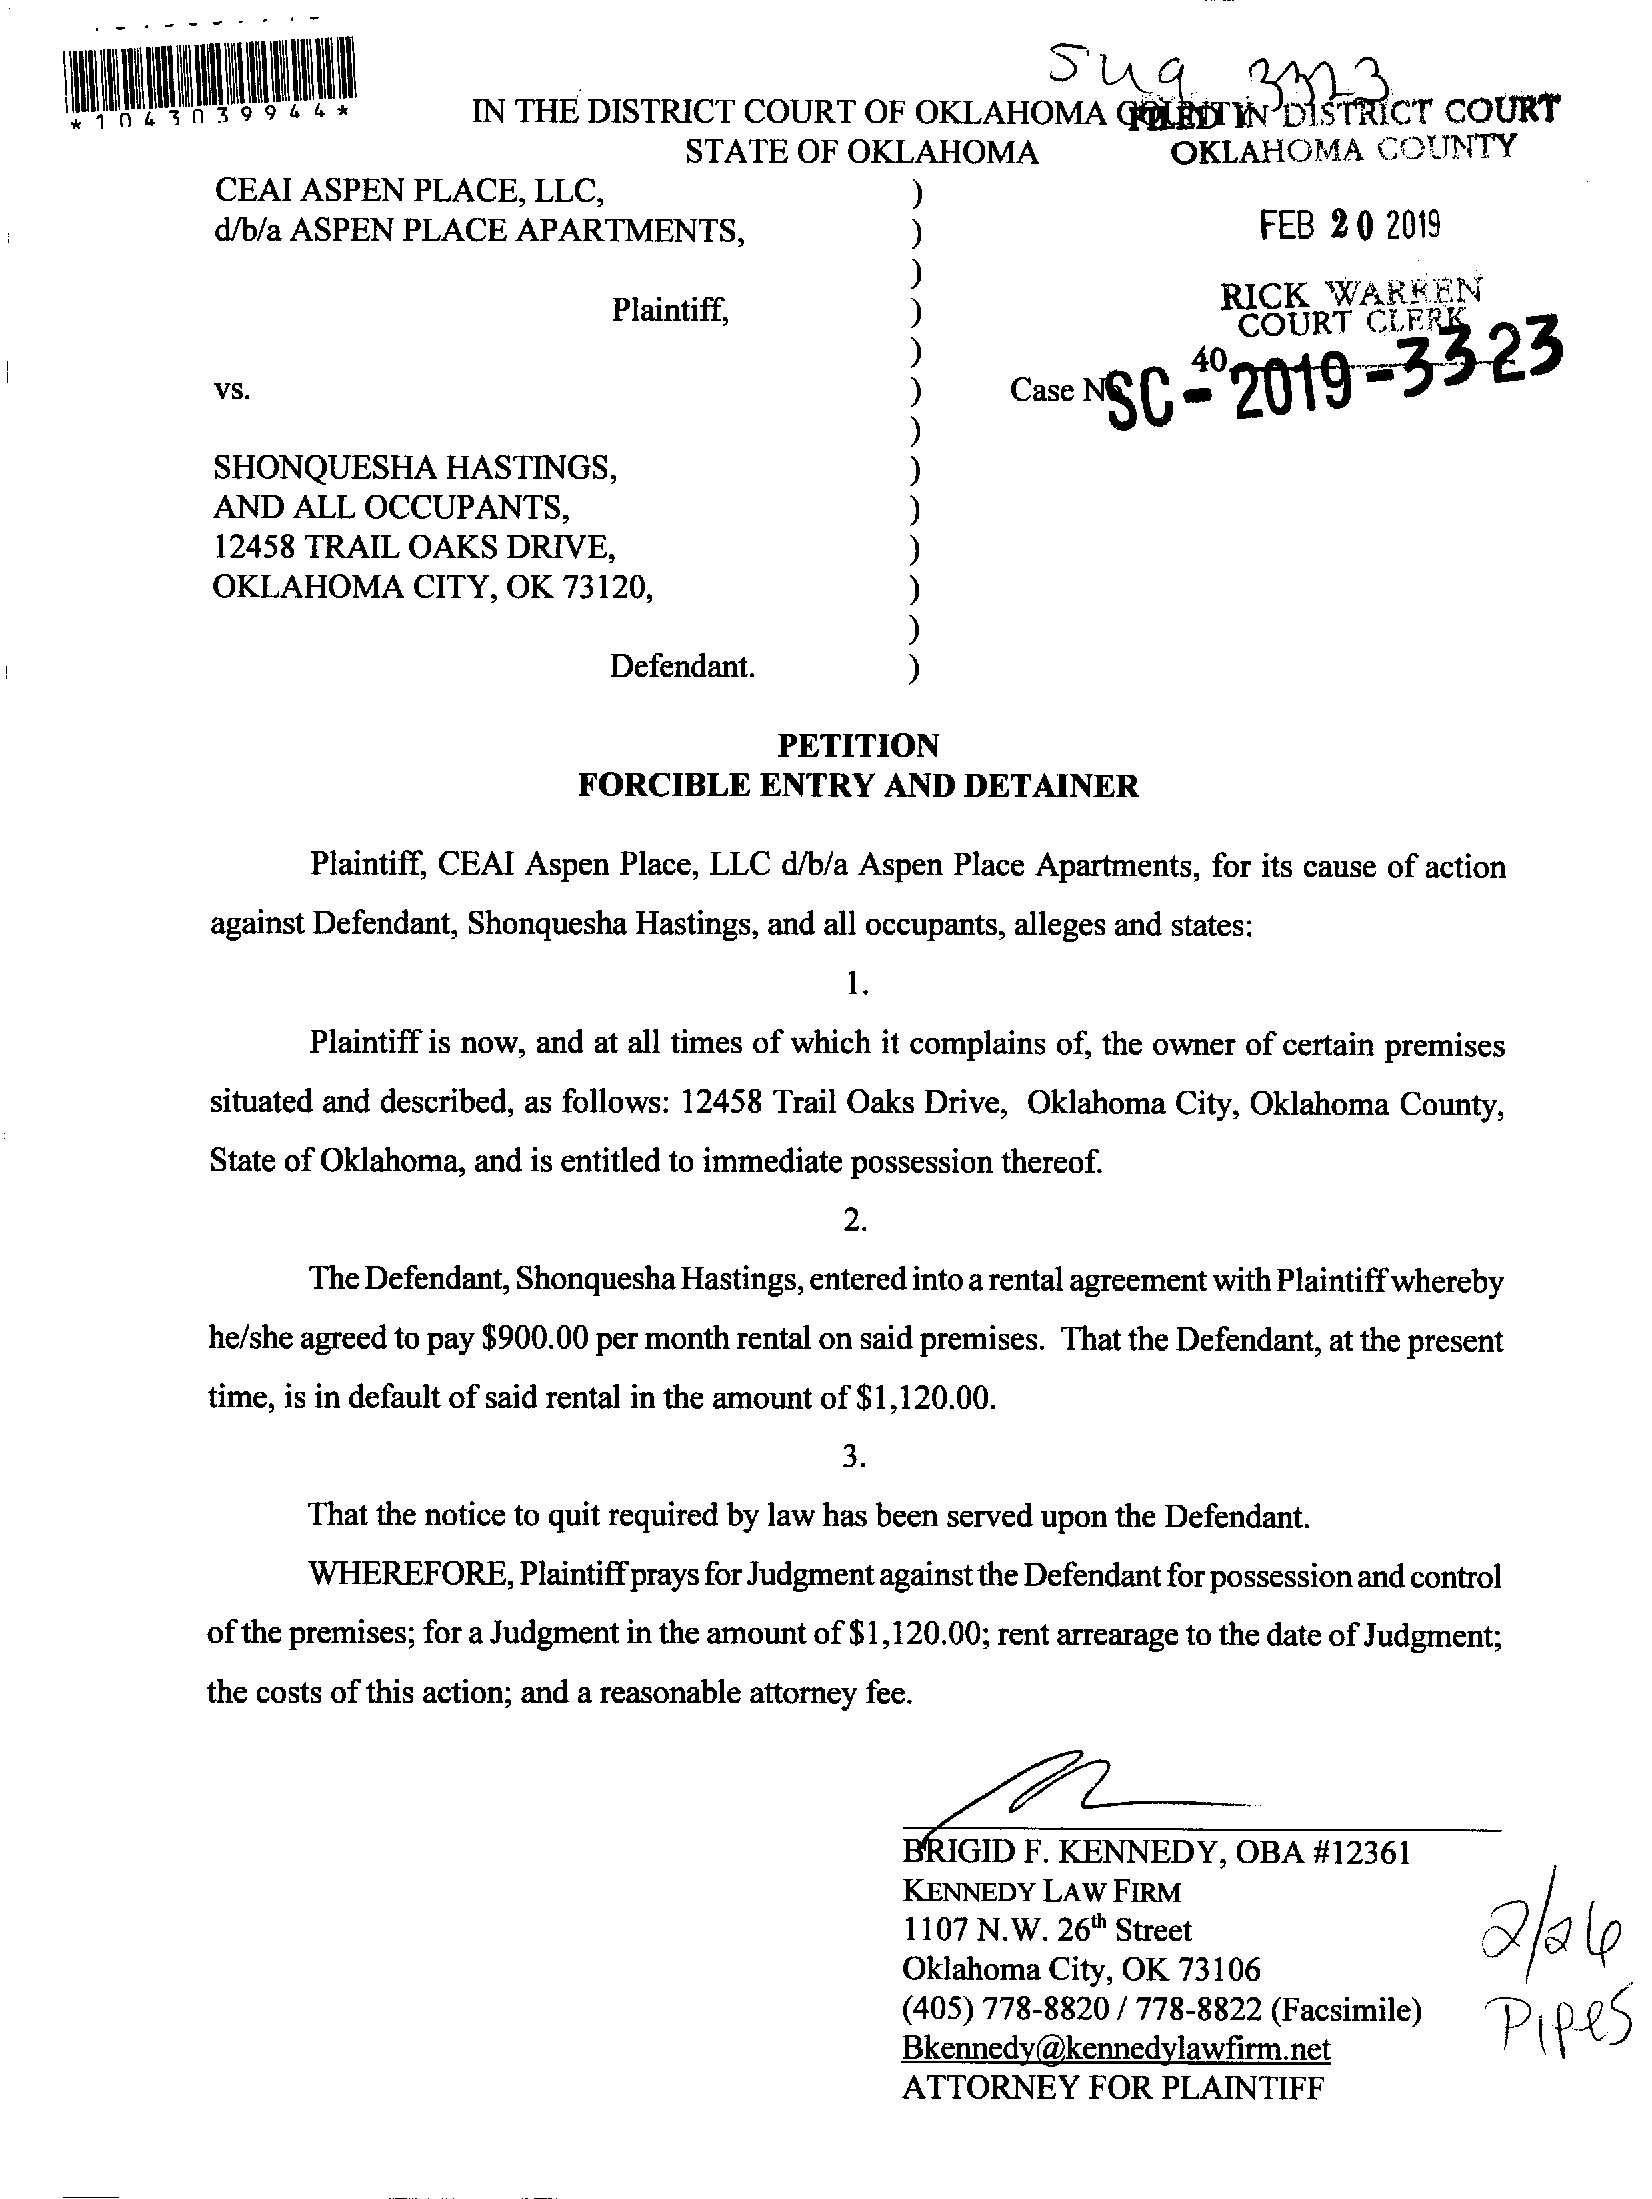 *1043039944*
IN THE DISTRICT COURT OF OKLAHOMA
FILED IN DISTRICT COURT
STATE OF OKLAHOMA
OKLAHOMA COUNTY
CEAI ASPEN PLACE, LLC, )
d/b/a ASPEN PLACE APARTMENTS, )
FEB 20 2019
)
Plaintiff, )
RICK WARREN
COURT CLERK
)
40
vs. )
Case
SC-2019-3323
)
SHONQUESHA HASTINGS, )
AND ALL OCCUPANTS, )
12458 TRAIL OAKS DRIVE, )
OKLAHOMA CITY, OK 73120, )
)
Defendant. )
PETITION
FORCIBLE ENTRY AND DETAINER
Plaintiff, CEAI Aspen Place, LLC d/b/a Aspen Place Apartments, for its cause of action
against Defendant, Shonquesha Hastings, and all occupants, alleges and states:
1.
Plaintiff is now, and at all times of which it complains of, the owner of certain premises
situated and described, as follows: 12458 Trail Oaks Drive, Oklahoma City, Oklahoma County,
State of Oklahoma, and is entitled to immediate possession thereof.
2.
The Defendant, Shonquesha Hastings, entered into a rental agreement with Plaintiff whereby
he/she agreed to pay $900.00 per month rental on said premises. That the Defendant, at the present
time, is in default of said rental in the amount of $1,120.00.
3.
That the notice to quit required by law has been served upon the Defendant.
WHEREFORE, Plaintiff prays for Judgment against the Defendant for possession and control
of the premises; for a Judgment in the amount of $1,120.00; rent arrearage to the date of Judgment;
the costs of this action; and a reasonable attorney fee.
BRIGID F. KENNEDY, OBA #12361
KENNEDY LAW FIRM
1107 N.W. 26th Street
Oklahoma City, OK 73106
(405) 778-8820 / 778-8822 (Facsimile)
Bkennedy@kennedylawfirm.net
ATTORNEY FOR PLAINTIFF
2/26
Pipes